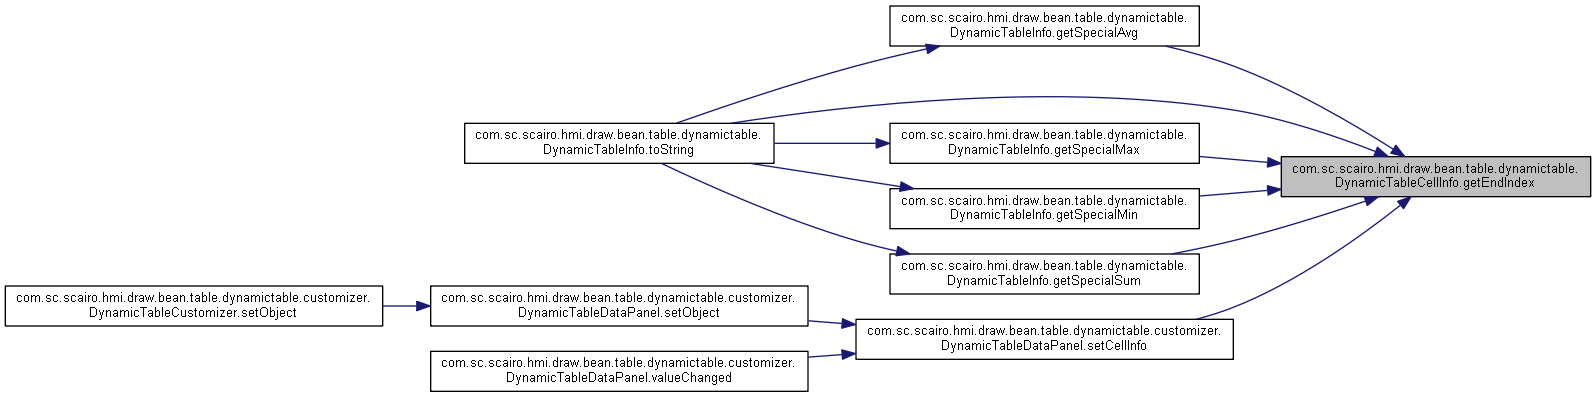 com.sc.scairo.hmi.draw.bean.table.dynamictable.
DynamicTableInfo.getSpecialAvg
com.sc.scairo.hmi.draw.bean.table.dynamictable.
DynamicTableInfo.toString
com.sc.scairo.hmi.draw.bean.table.dynamictable.
DynamicTableInfo.getSpecialMax
com.sc.scairo.hmi.draw.bean.table.dynamictable.
DynamicTableCellInfo.getEndIndex
com.sc.scairo.hmi.draw.bean.table.dynamictable.
DynamicTableInfo.getSpecialMin
com.sc.scairo.hmi.draw.bean.table.dynamictable.
DynamicTableInfo.getSpecialSum
com.sc.scairo.hmi.draw.bean.table.dynamictable.customizer.
DynamicTableCustomizer.setObject
com.sc.scairo.hmi.draw.bean.table.dynamictable.customizer.
DynamicTableDataPanel.setObject
com.sc.scairo.hmi.draw.bean.table.dynamictable.customizer.
DynamicTableDataPanel.setCellInfo
com.sc.scairo.hmi.draw.bean.table.dynamictable.customizer.
DynamicTableDataPanel.valueChanged